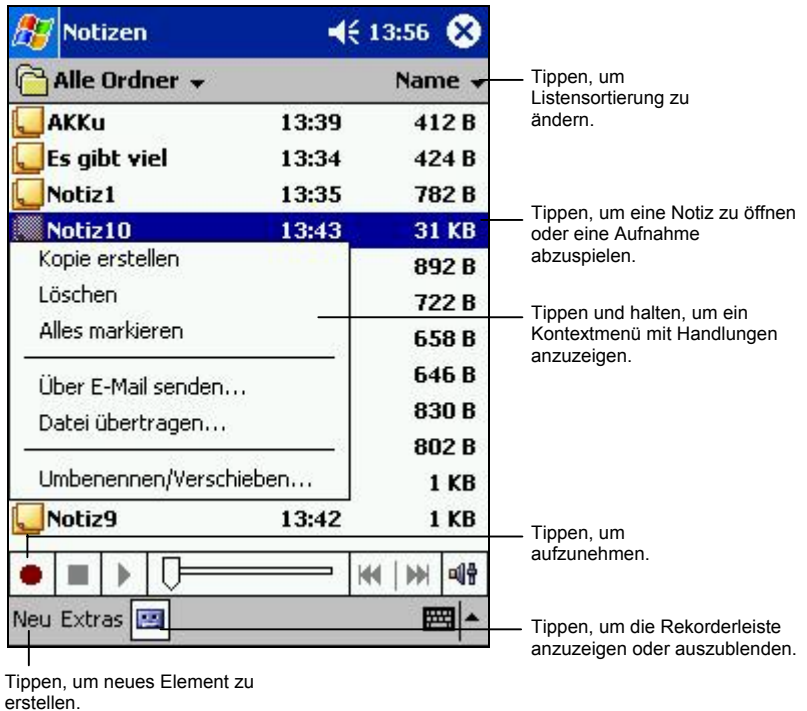 Notizen 13:56
Alle Ordner Name
AKKu 13:39 412 B
Es gibt viel 13:34 424 B
Notiz1 13:35 782 B
Notiz10 13:43 31 KB
Kopie erstellen 892 B
Löschen 722 B
Alles markieren 658 B
646 B
Über E-Mail senden...
830 B
Datei übertragen...
802 B
Umbenennen/Verschieben... 1 KB
Notiz9 13:42 1 KB
Neu Extras
Tippen, um
Listensortierung zu
ändern.
Tippen, um eine Notiz zu öffnen
oder eine Aufnahme
abzuspielen.
Tippen und halten, um ein
Kontextmenü mit Handlungen
anzuzeigen.
Tippen, um
aufzunehmen.
Tippen, um die Rekorderleiste
anzuzeigen oder auszublenden.
Tippen, um neues Element zu
erstellen.